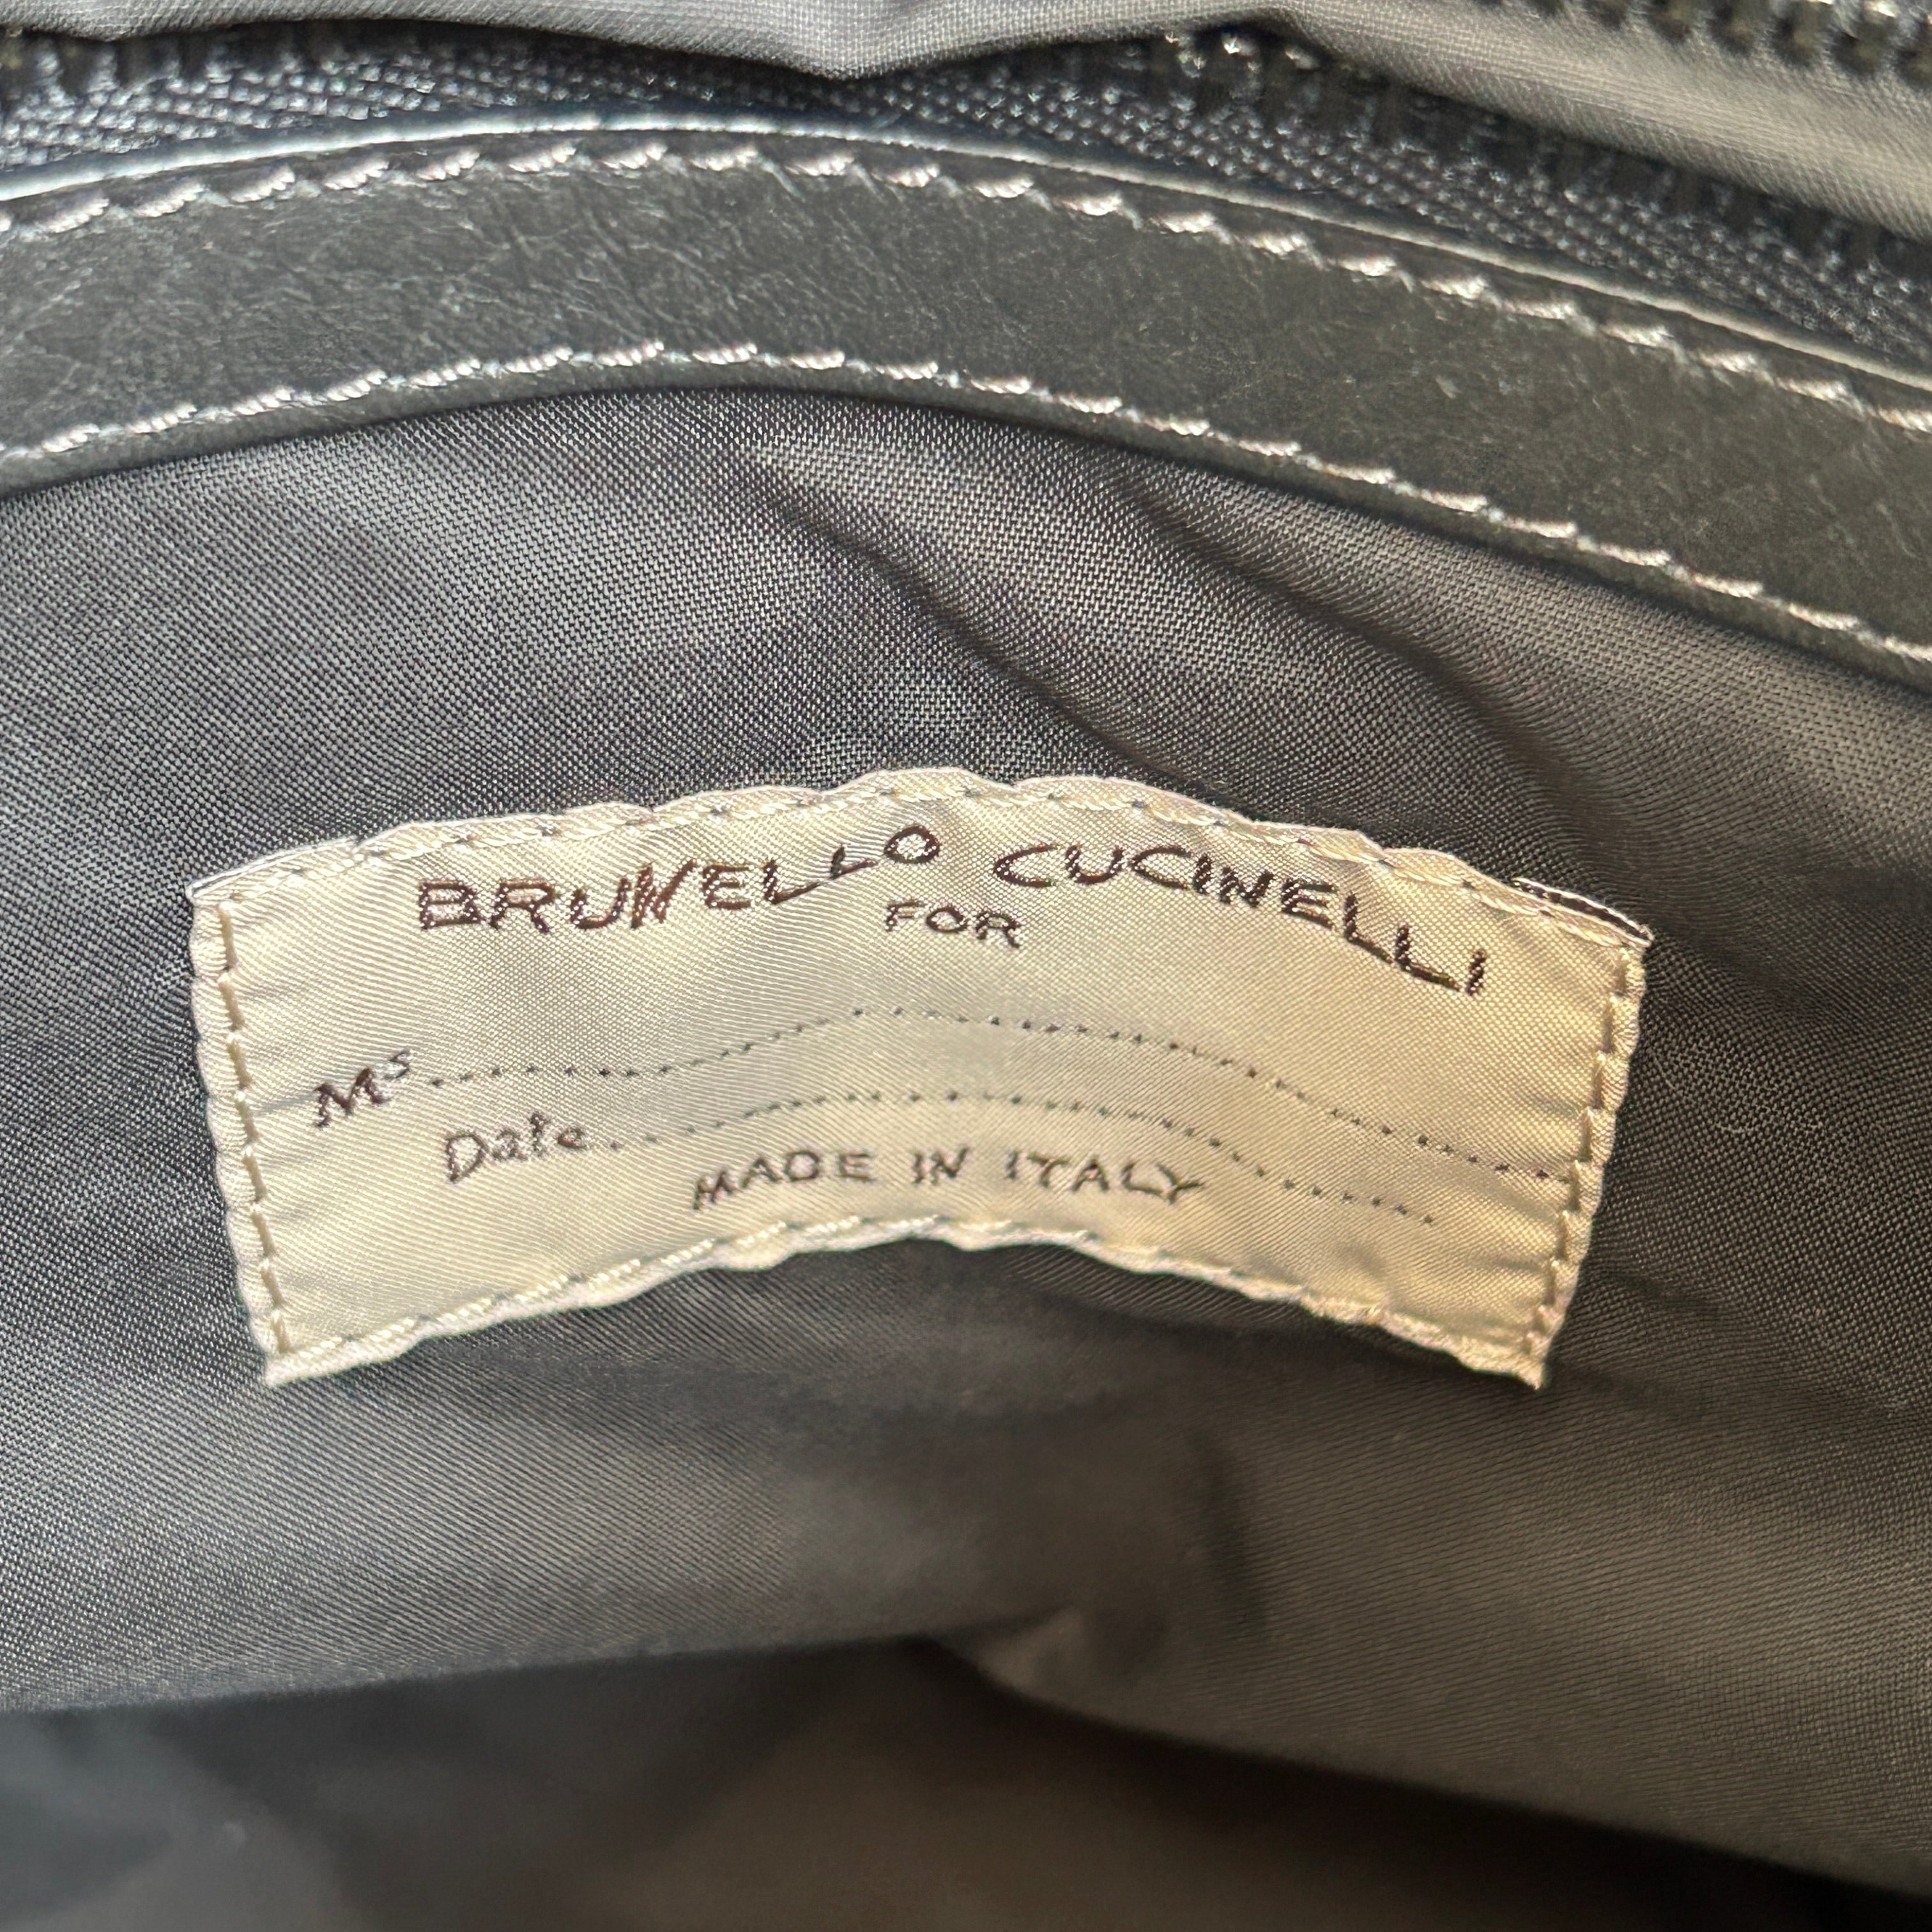 BRUNELLO CUCINELLI
FOR
Ms..............................
Date..............................
MADE IN ITALY